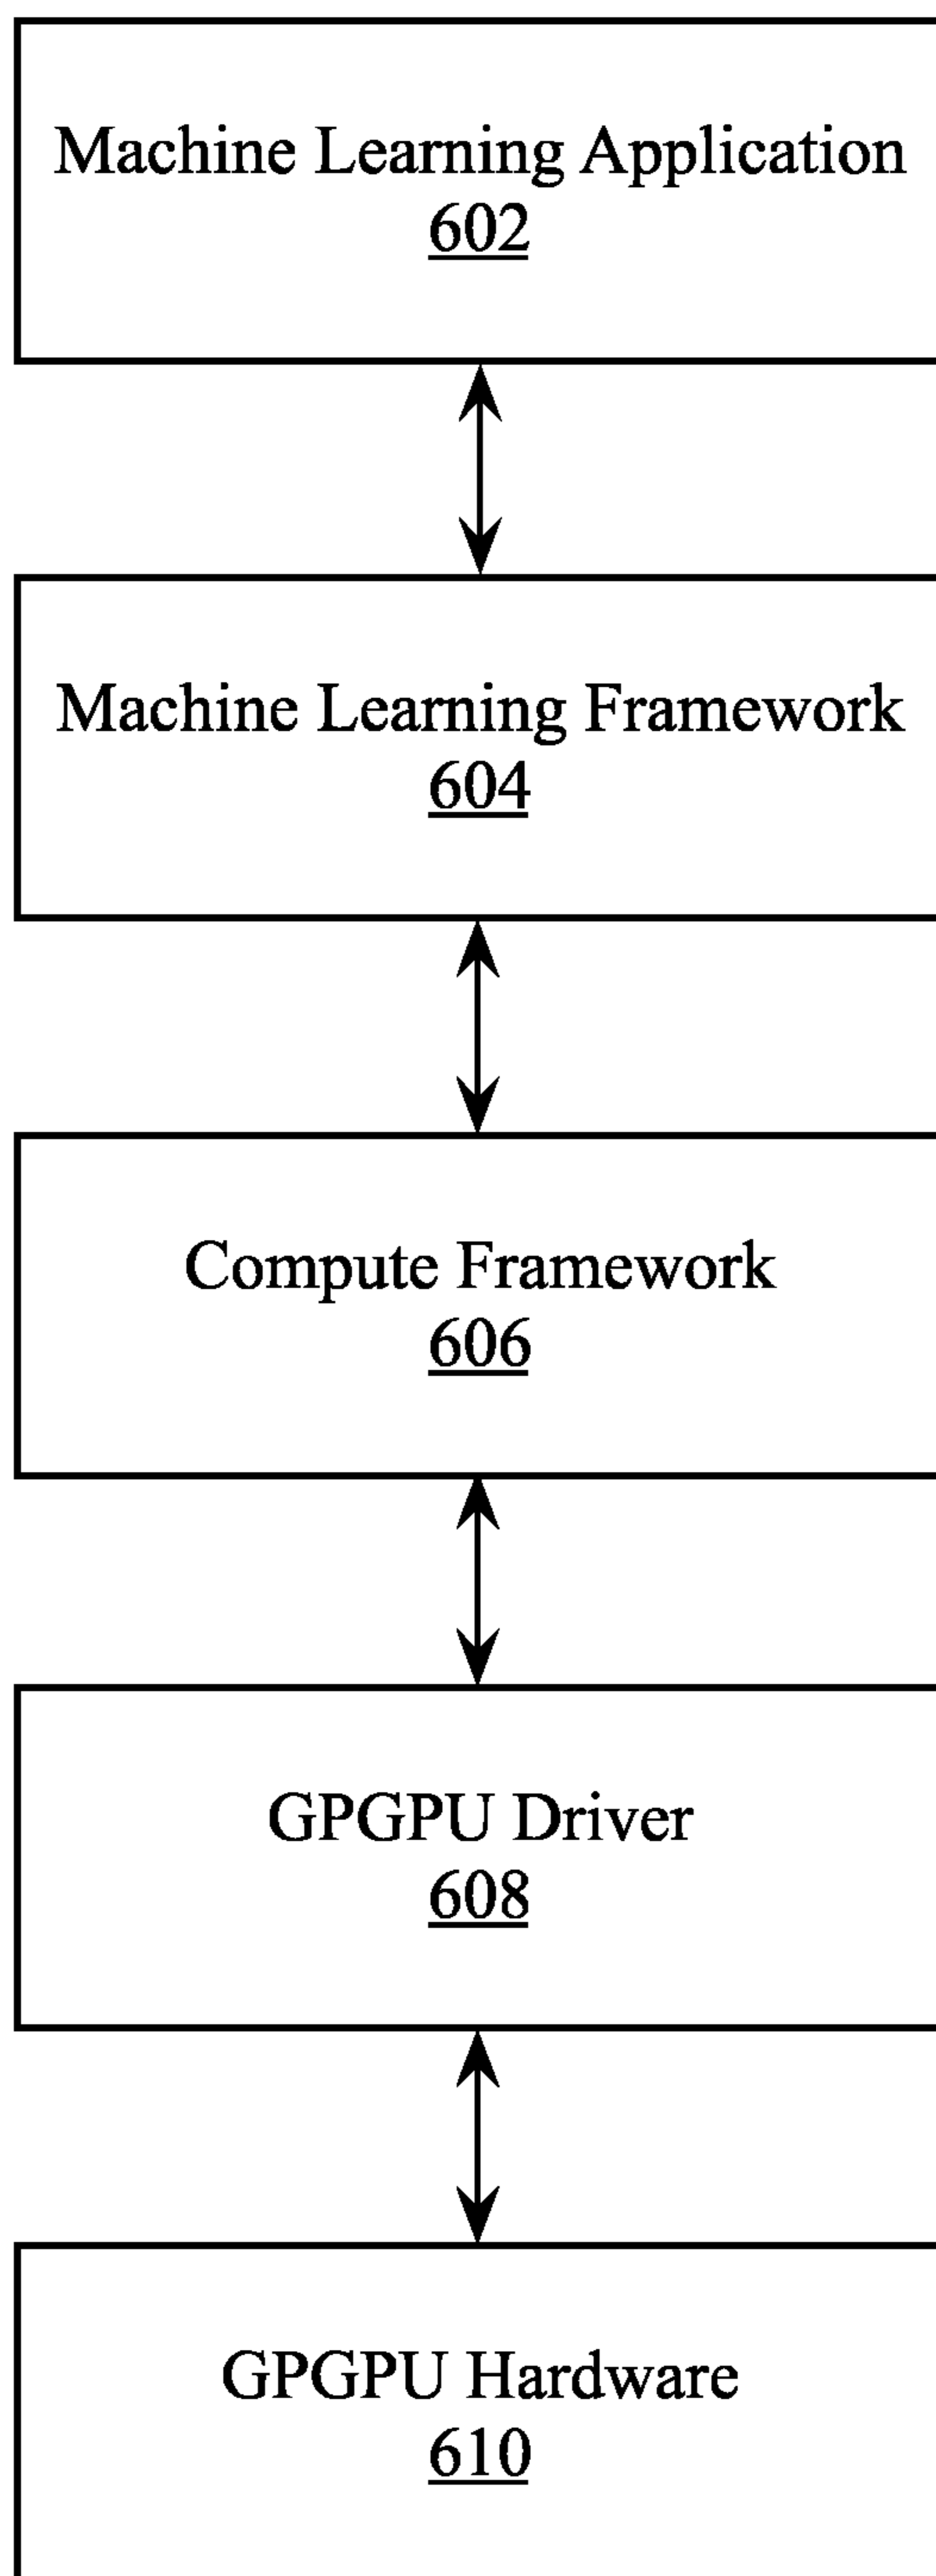 Machine Learning Application
602
Machine Learning Framework
604
Compute Framework
606
GPGPU Driver
608
GPGPU Hardware
610